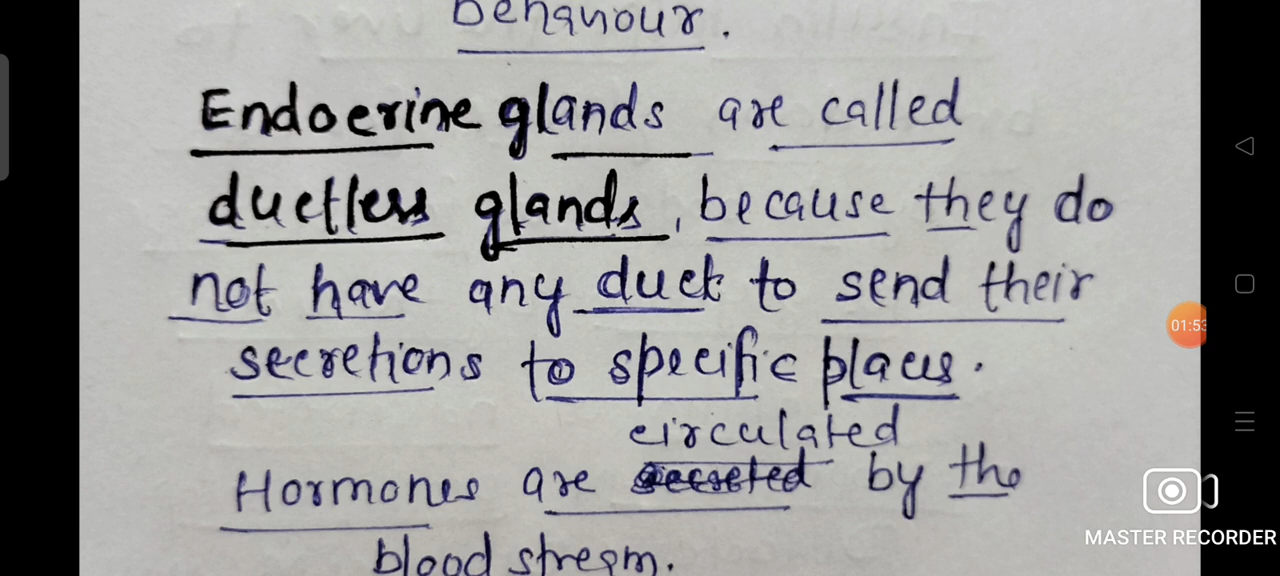 behaviour.
Endocrine glands are called
ductless glands, because they do
not have any duct to send their
secretions to specific places.
circulated
Hormones are secreted by the
blood stream.
01:53
MASTER RECORDER